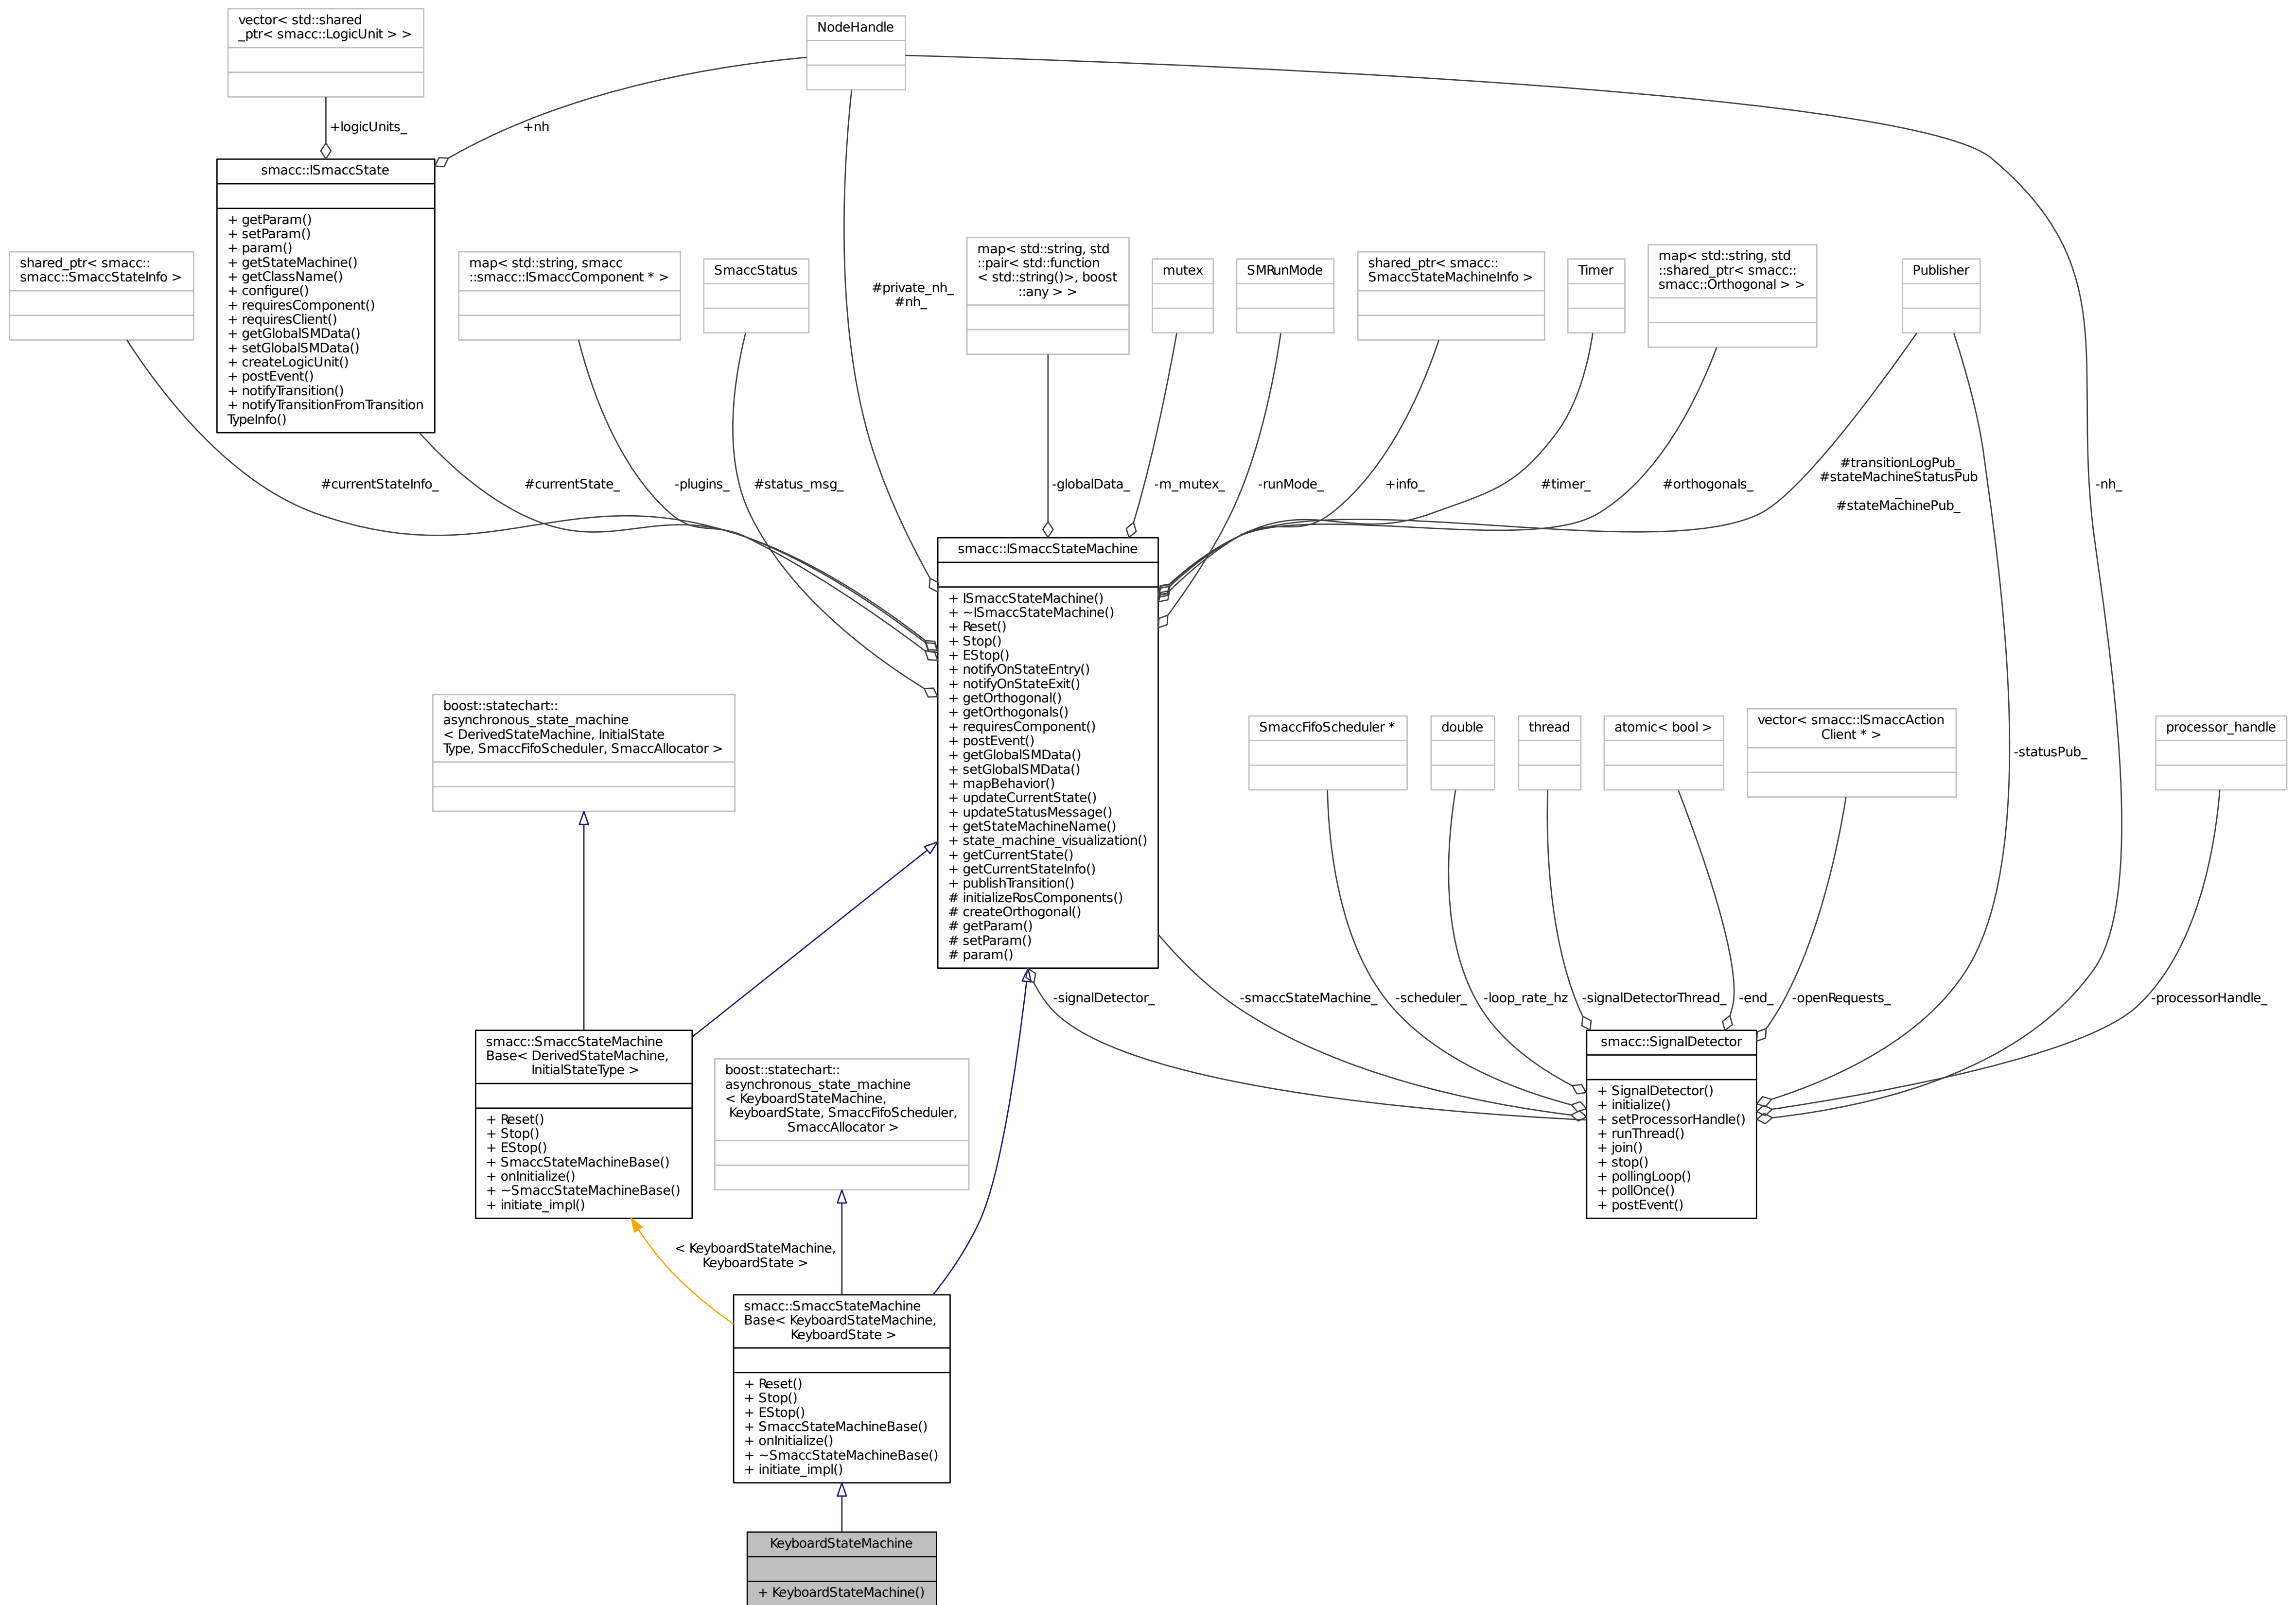 vector< std::shared
_ptr< smacc::LogicUnit > >
NodeHandle
+logicUnits_
+nh
smacc::ISmaccState
+ getParam()
+ setParam()
+ param()
+ getStateMachine()
+ getClassName()
+ configure()
+ requiresComponent()
+ requiresClient()
+ getGlobalSMData()
+ setGlobalSMData()
+ createLogicUnit()
+ postEvent()
+ notifyTransition()
+ notifyTransitionFromTransition
TypeInfo()
shared_ptr< smacc::
smacc::SmaccStateInfo >
map< std::string, smacc
::smacc::ISmaccComponent * >
SmaccStatus
#private_nh_
#nh_
map< std::string, std
::pair< std::function
< std::string()>, boost
::any > >
mutex
SMRunMode
shared_ptr< smacc::
SmaccStateMachineInfo >
Timer
map< std::string, std
::shared_ptr< smacc::
smacc::Orthogonal > >
Publisher
#currentStateInfo_
#currentState_
-plugins_
#status_msg_
-globalData_
-m_mutex_
-runMode_
+info_
#timer_
#orthogonals_
#transitionLogPub_
#stateMachineStatusPub
_
#stateMachinePub_
-nh_
smacc::ISmaccStateMachine
+ ISmaccStateMachine()
+ ~ISmaccStateMachine()
+ Reset()
+ Stop()
+ EStop()
+ notifyOnStateEntry()
+ notifyOnStateExit()
+ getOrthogonal()
+ getOrthogonals()
+ requiresComponent()
+ postEvent()
+ getGlobalSMData()
+ setGlobalSMData()
+ mapBehavior()
+ updateCurrentState()
+ updateStatusMessage()
+ getStateMachineName()
+ state_machine_visualization()
+ getCurrentState()
+ getCurrentStateInfo()
+ publishTransition()
# initializeRosComponents()
# createOrthogonal()
# getParam()
# setParam()
# param()
boost::statechart::
asynchronous_state_machine
< DerivedStateMachine, InitialState
Type, SmaccFifoScheduler, SmaccAllocator >
SmaccFifoScheduler *
double
thread
atomic< bool >
vector< smacc::ISmaccAction
Client * >
-statusPub_
processor_handle
-signalDetector_
-smaccStateMachine_
-scheduler_
-loop_rate_hz
-signalDetectorThread_
-end_
-openRequests_
-processorHandle_
smacc::SmaccStateMachine
Base< DerivedStateMachine,
InitialStateType >
+ Reset()
+ Stop()
+ EStop()
+ SmaccStateMachineBase()
+ onInitialize()
+ ~SmaccStateMachineBase()
+ initiate_impl()
boost::statechart::
asynchronous_state_machine
< KeyboardStateMachine,
KeyboardState, SmaccFifoScheduler,
SmaccAllocator >
smacc::SignalDetector
+ SignalDetector()
+ initialize()
+ setProcessorHandle()
+ runThread()
+ join()
+ stop()
+ pollingLoop()
+ pollOnce()
+ postEvent()
< KeyboardStateMachine,
KeyboardState >
smacc::SmaccStateMachine
Base< KeyboardStateMachine,
KeyboardState >
+ Reset()
+ Stop()
+ EStop()
+ SmaccStateMachineBase()
+ onInitialize()
+ ~SmaccStateMachineBase()
+ initiate_impl()
KeyboardStateMachine
+ KeyboardStateMachine()